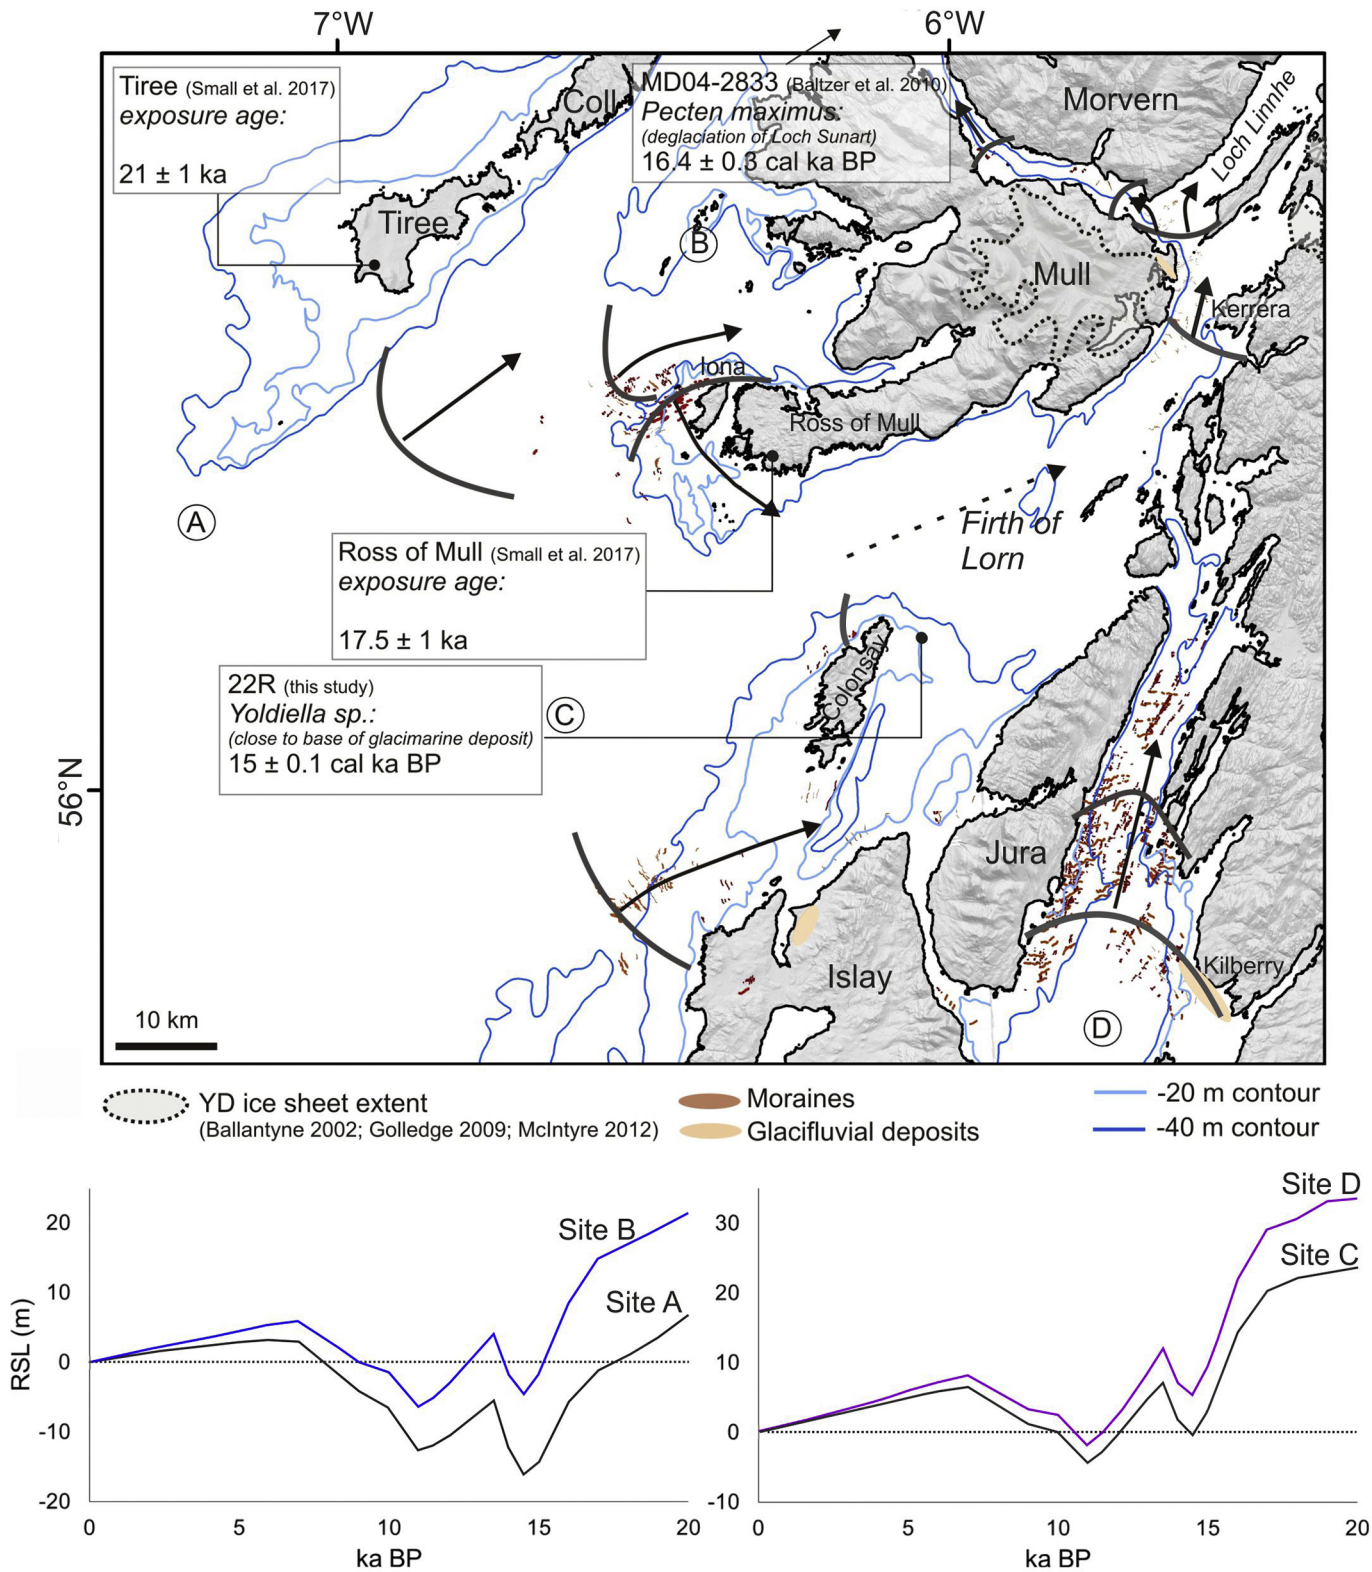 7°W
6°W
Tiree (Small et al. 2017)
exposure age:
21 ± 1 ka
Coll
MD04-2833 (Baltzer et al. 2010)
Pecten maximus:
(deglaciation of Loch Sunart)
16.4 ± 0.3 cal ka BP
Morvern
Loch Linnhe
Tiree
B
Mull
Kerrera
Iona
Ross of Mull
A
Firth of
Lorn
Ross of Mull (Small et al. 2017)
exposure age:
17.5 ± 1 ka
22R (this study)
Yoldiella sp.:
(close to base of glacimarine deposit)
15 ± 0.1 cal ka BP
C
Colonsay
56°N
Jura
Islay
Kilberry
D
10 km
YD ice sheet extent
(Ballantyne 2002; Golledge 2009; McIntyre 2012)
Moraines
Glacifluvial deposits
-20 m contour
-40 m contour
RSL (m)
20
10
0
-10
-20
Site B
Site A
0 5 10 15 20
ka BP
30
20
10
0
-10
Site D
Site C
0 5 10 15 20
ka BP